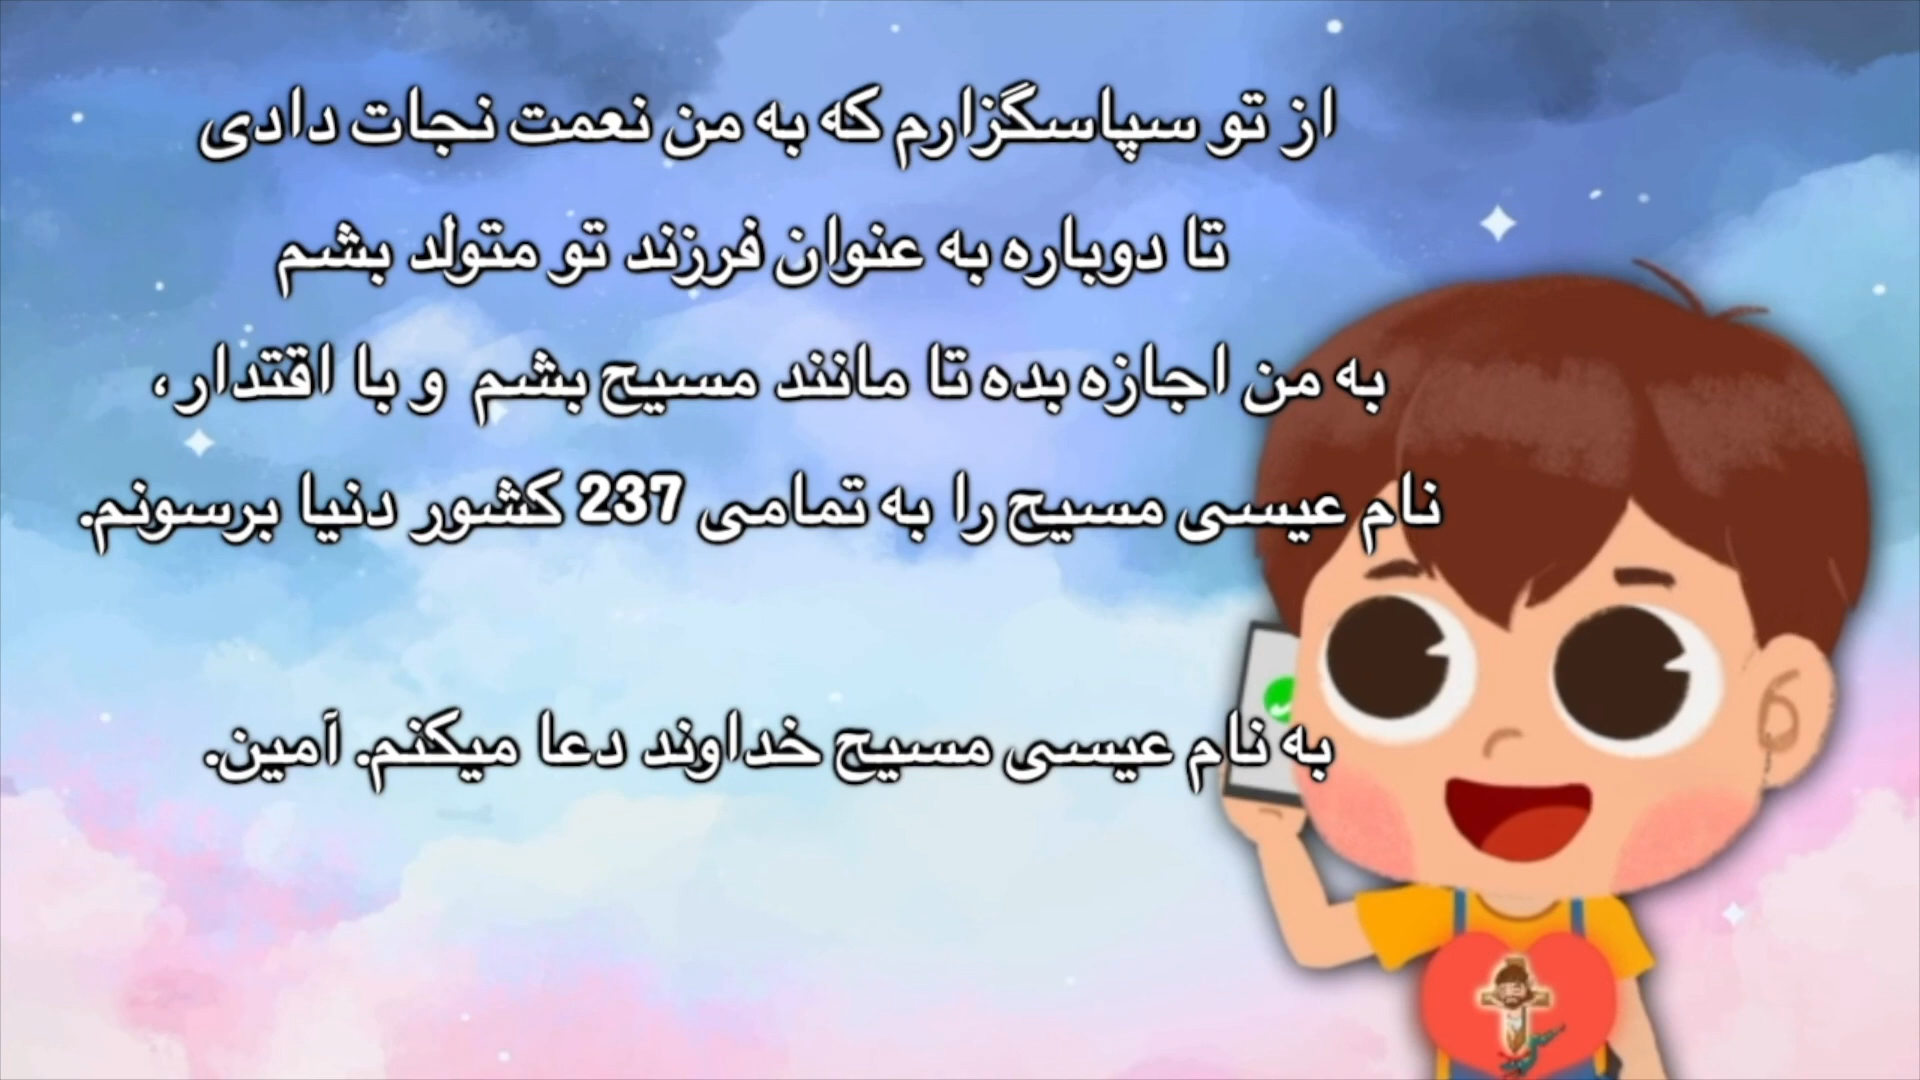 از تو سپاسگزارم که به من نعمت نجات دادی
تا دوباره به عنوان فرزند تو متولد بشم
به من اجازه بده تا مانند مسیح بشم و با اقتدار،
نام عیسی مسیح را به تمامی 237 کشور دنیا برسونم.
به نام عیسی مسیح خداوند دعا میکنم. آمین.